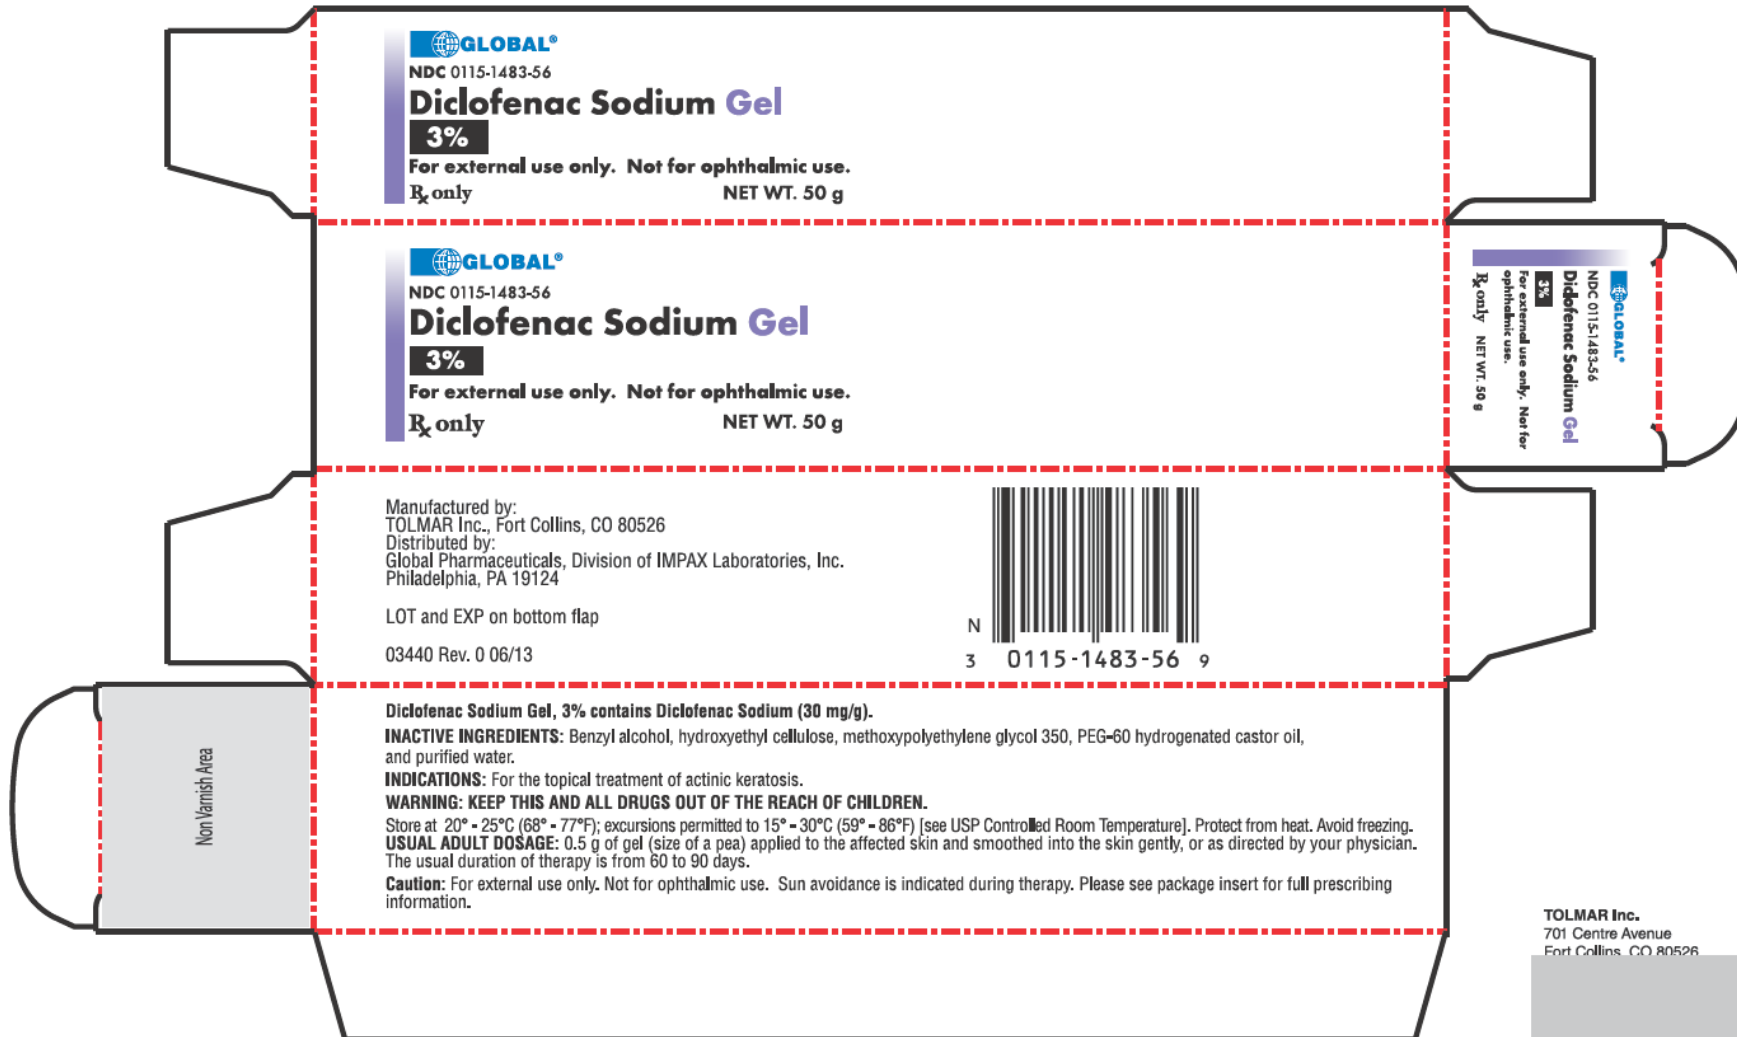 GLOBAL®
NDC 0115-1483-56
Diclofenac Sodium Gel
3%
For external use only. Not for ophthalmic use.
Rx only NET WT. 50 g
GLOBAL®
NDC 0115-1483-56
Diclofenac Sodium Gel
3%
For external use only. Not for ophthalmic use.
Rx only NET WT. 50 g
GLOBAL®
NDC 0115-1483-56
Diclofenac Sodium Gel
3%
For external use only. Not for
ophthalmic use.
Rx only NET WT. 50 g
Manufactured by:
TOLMAR Inc., Fort Collins, CO 80526
Distributed by:
Global Pharmaceuticals, Division of IMPAX Laboratories, Inc.
Philadelphia, PA 19124
LOT and EXP on bottom flap
03440 Rev. 0 06/13
N
3 0115-1483-56 9
Non Varnish Area
Diclofenac Sodium Gel, 3% contains Diclofenac Sodium (30 mg/g).
INACTIVE INGREDIENTS: Benzyl alcohol, hydroxyethyl cellulose, methoxypolyethylene glycol 350, PEG-60 hydrogenated castor oil,
and purified water.
INDICATIONS: For the topical treatment of actinic keratosis.
WARNING: KEEP THIS AND ALL DRUGS OUT OF THE REACH OF CHILDREN.
Store at 20° - 25°C (68° - 77°F); excursions permitted to 15° - 30°C (59° - 86°F) [see USP Controlled Room Temperature]. Protect from heat. Avoid freezing.
USUAL ADULT DOSAGE: 0.5 g of gel (size of a pea) applied to the affected skin and smoothed into the skin gently, or as directed by your physician.
The usual duration of therapy is from 60 to 90 days.
Caution: For external use only. Not for ophthalmic use. Sun avoidance is indicated during therapy. Please see package insert for full prescribing
information.
TOLMAR Inc.
701 Centre Avenue
Fort Collins, CO 80526